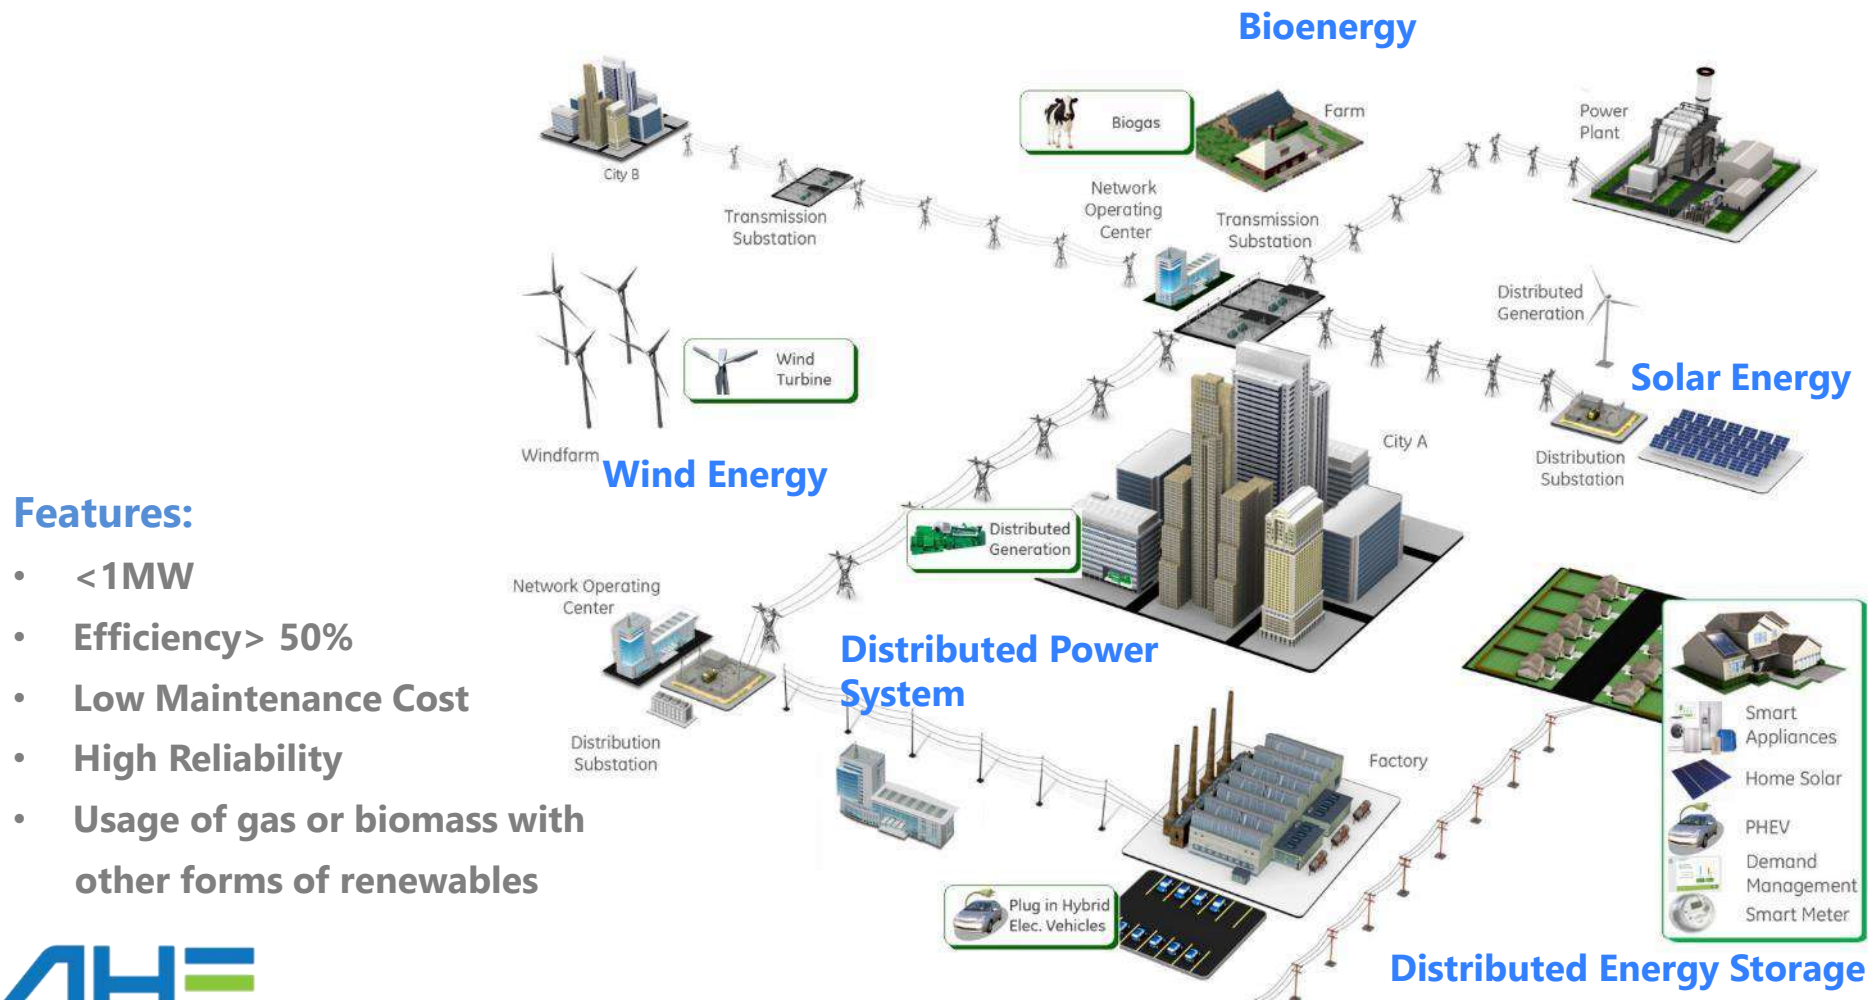 Bioenergy
Biogas
Farm
Power
Plant
City B
Network
Operating
Center
Transmission
Substation
Transmission
Substation
Distributed
Generation
Wind
Turbine
Solar Energy
Windfarm
Wind Energy
City A
Distribution
Substation
Features:
• <1MW
• Efficiency> 50%
• Low Maintenance Cost
• High Reliability
• Usage of gas or biomass with
other forms of renewables
Distributed
Generation
Network Operating
Center
Distributed Power
System
Distribution
Substation
Factory
Smart
Appliances
Home Solar
PHEV
Demand
Management
Smart Meter
Plug in Hybrid
Elec. Vehicles
Distributed Energy Storage
AHE